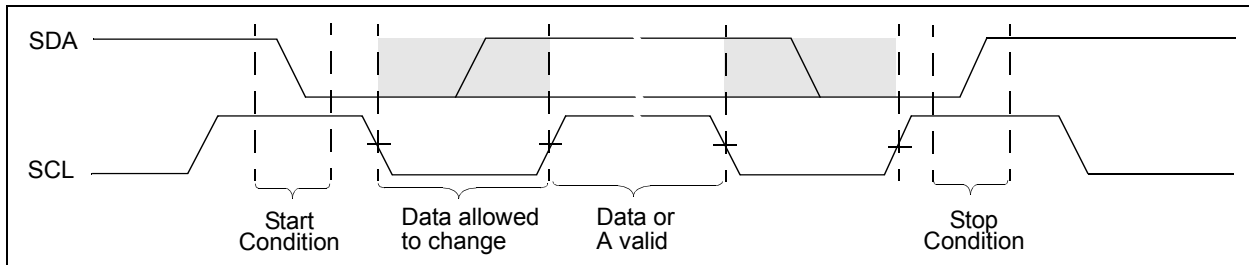 SDA
SCL
Start
Condition
Data allowed
to change
Data or
A valid
Stop
Condition